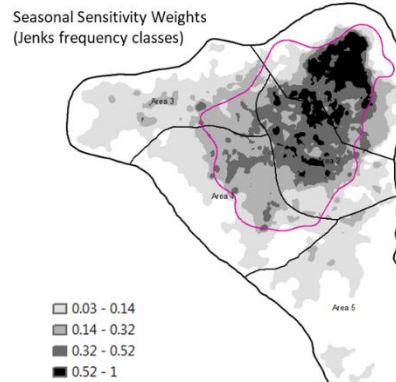 Seasonal Sensitivity Weights
(Jenks frequency classes)
Area 3
Area 4
Area 5
0.03 - 0.14
0.14 - 0.32
0.32 - 0.52
0.52 - 1